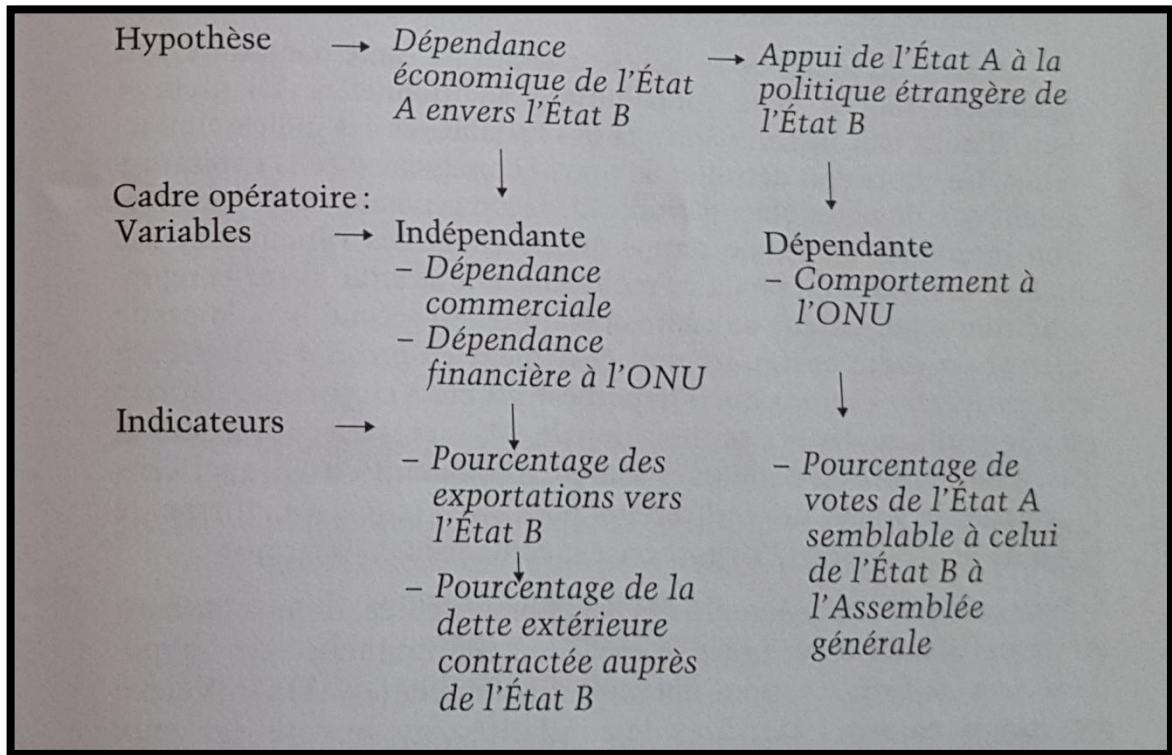 Hypothèse → Dépendance économique de l'État A envers l'État B → Appui de l'État A à la politique étrangère de l'État B
Cadre opératoire :
Variables → Indépendante
– Dépendance
commerciale
– Dépendance
financière à l'ONU
Dépendante
– Comportement à
l'ONU
Indicateurs →
– Pourcentage des
exportations vers
l'État B
– Pourcentage de la
dette extérieure
contractée auprès
de l'État B
– Pourcentage de
votes de l'État A
semblable à celui
de l'État B à
l'Assemblée
générale